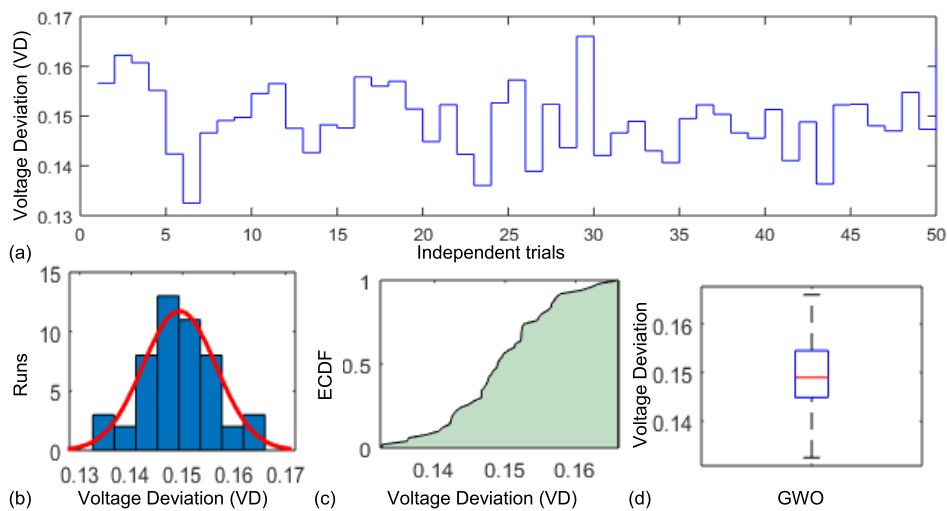 Voltage Deviation (VD)
0.17
0.16
0.15
0.14
0.13
0 5 10 15 20 25 30 35 40 45 50
(a) Independent trials
Runs
15
10
5
0
0.13 0.14 0.15 0.16 0.17
(b) Voltage Deviation (VD)
ECDF
1
0.5
0
0.14 0.15 0.16
(c) Voltage Deviation (VD)
Voltage Deviation
0.16
0.15
0.14
(d) GWO